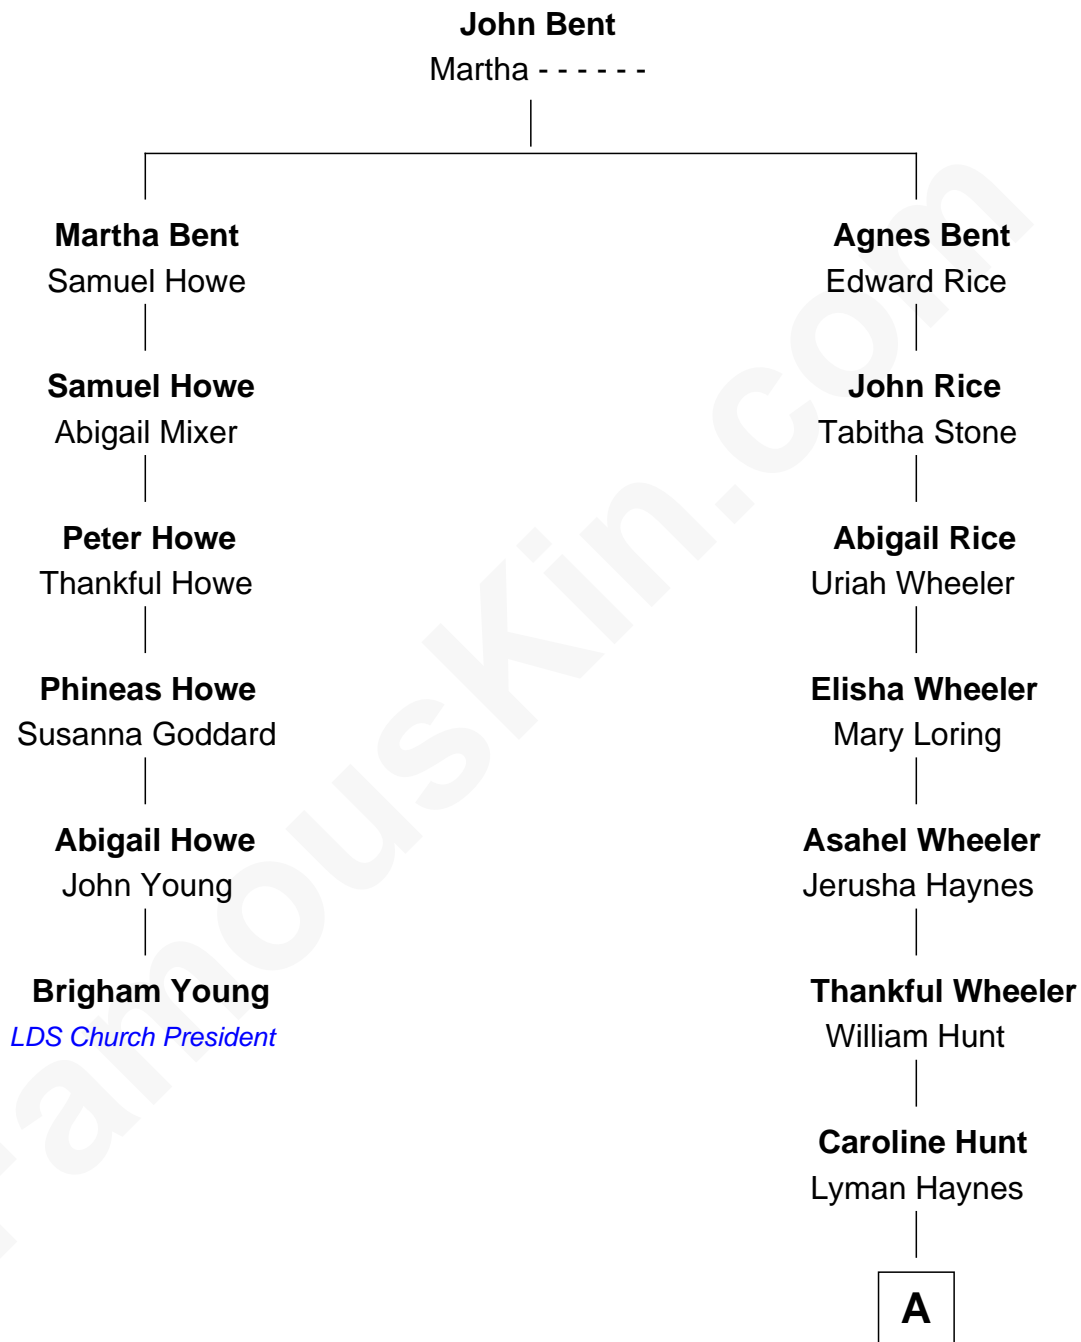 John Bent
Martha - - - - - -
Martha Bent
Samuel Howe
Agnes Bent
Edward Rice
Samuel Howe
Abigail Mixer
John Rice
Tabitha Stone
Peter Howe
Thankful Howe
Abigail Rice
Uriah Wheeler
Phineas Howe
Susanna Goddard
Elisha Wheeler
Mary Loring
Abigail Howe
John Young
Asahel Wheeler
Jerusha Haynes
Brigham Young
LDS Church President
Thankful Wheeler
William Hunt
Caroline Hunt
Lyman Haynes
A
FamousKin.com